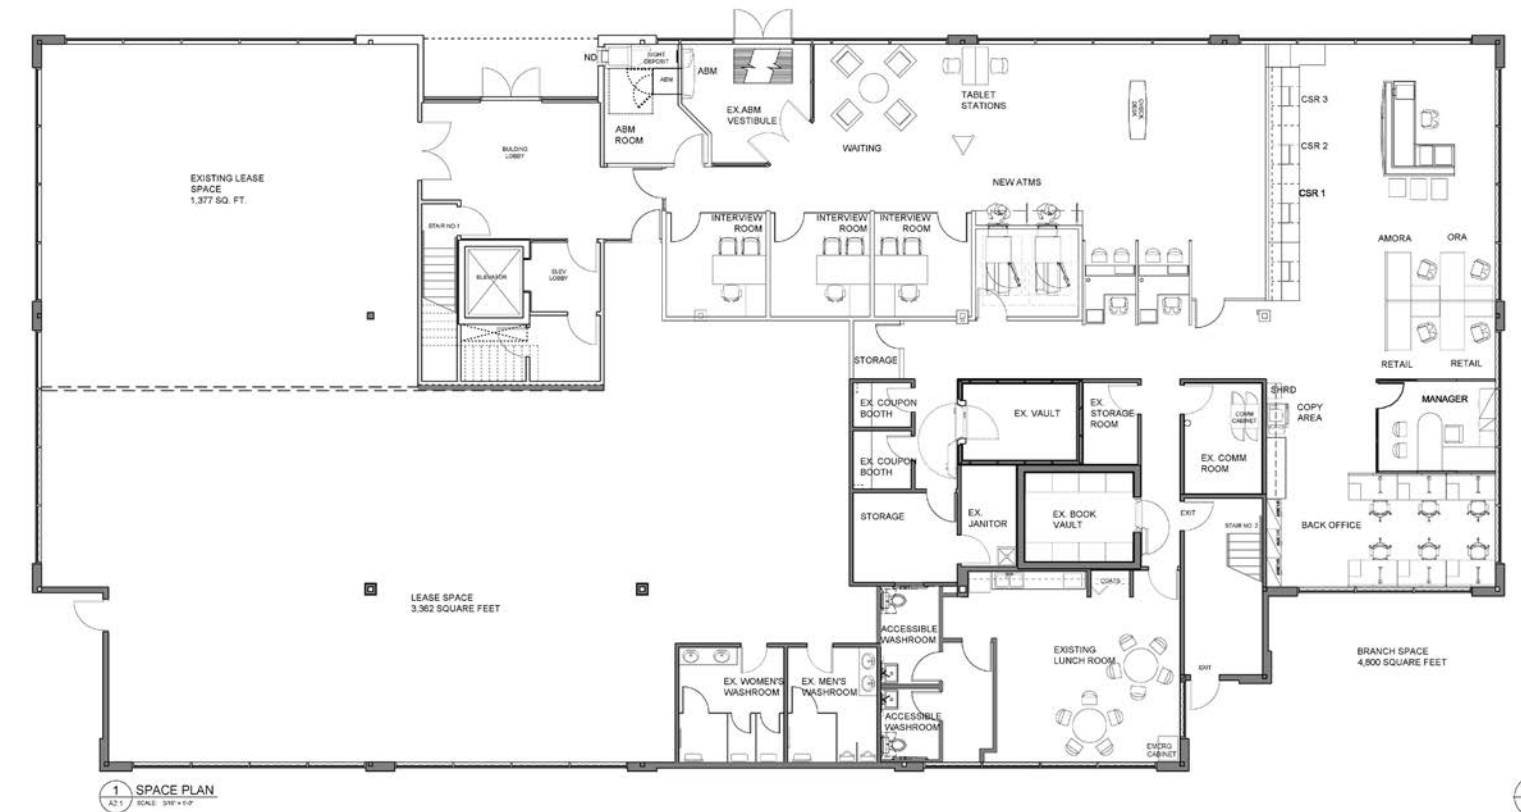 ND
NIGHT
DEPOSIT
ABM
ABM
EX.ABM
VESTIBULE
ABM
ROOM
BUILDING
LOBBY
WAITING
TABLET
STATIONS
CHECK
DESK
CSR 3
CSR 2
CSR 1
NEW ATMS
EXISTING LEASE
SPACE
1,377 SQ. FT.
STAIR NO.1
ELEVATOR
ELEV
LOBBY
INTERVIEW
ROOM
INTERVIEW
ROOM
INTERVIEW
ROOM
AMORA
ORA
RETAIL
RETAIL
STORAGE
EX. COUPON
BOOTH
EX. COUPON
BOOTH
EX. VAULT
EX.
STORAGE
ROOM
SHRD
COPY
AREA
MANAGER
COMM
CABINET
EX. COMM
ROOM
STORAGE
EX.
JANITOR
EX. BOOK
VAULT
EXIT
STAIR NO. 2
BACK OFFICE
COATS
LEASE SPACE
3,362 SQUARE FEET
ACCESSIBLE
WASHROOM
EXISTING
LUNCH ROOM
EXIT
BRANCH SPACE
4,800 SQUARE FEET
EX. WOMEN'S
WASHROOM
EX. MEN'S
WASHROOM
ACCESSIBLE
WASHROOM
EMERG
CABINET
1
A2.1
SPACE PLAN
SCALE: 3/16" = 1'-0"